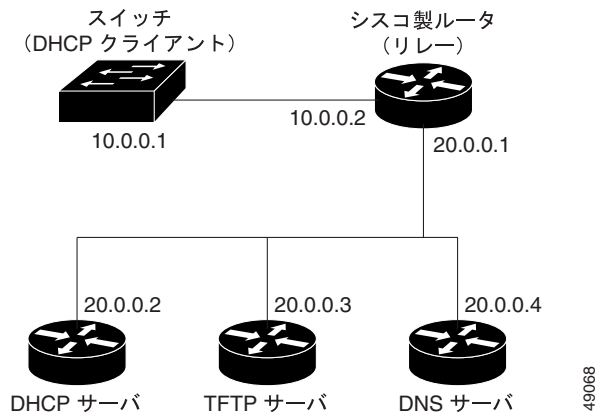 スイッチ
(DHCP クライアント)
シスコ製ルータ
(リレー)
10.0.0.2
10.0.0.1
20.0.0.1
20.0.0.2
20.0.0.3
20.0.0.4
DHCP サーバ
TFTP サーバ
DNS サーバ
49068